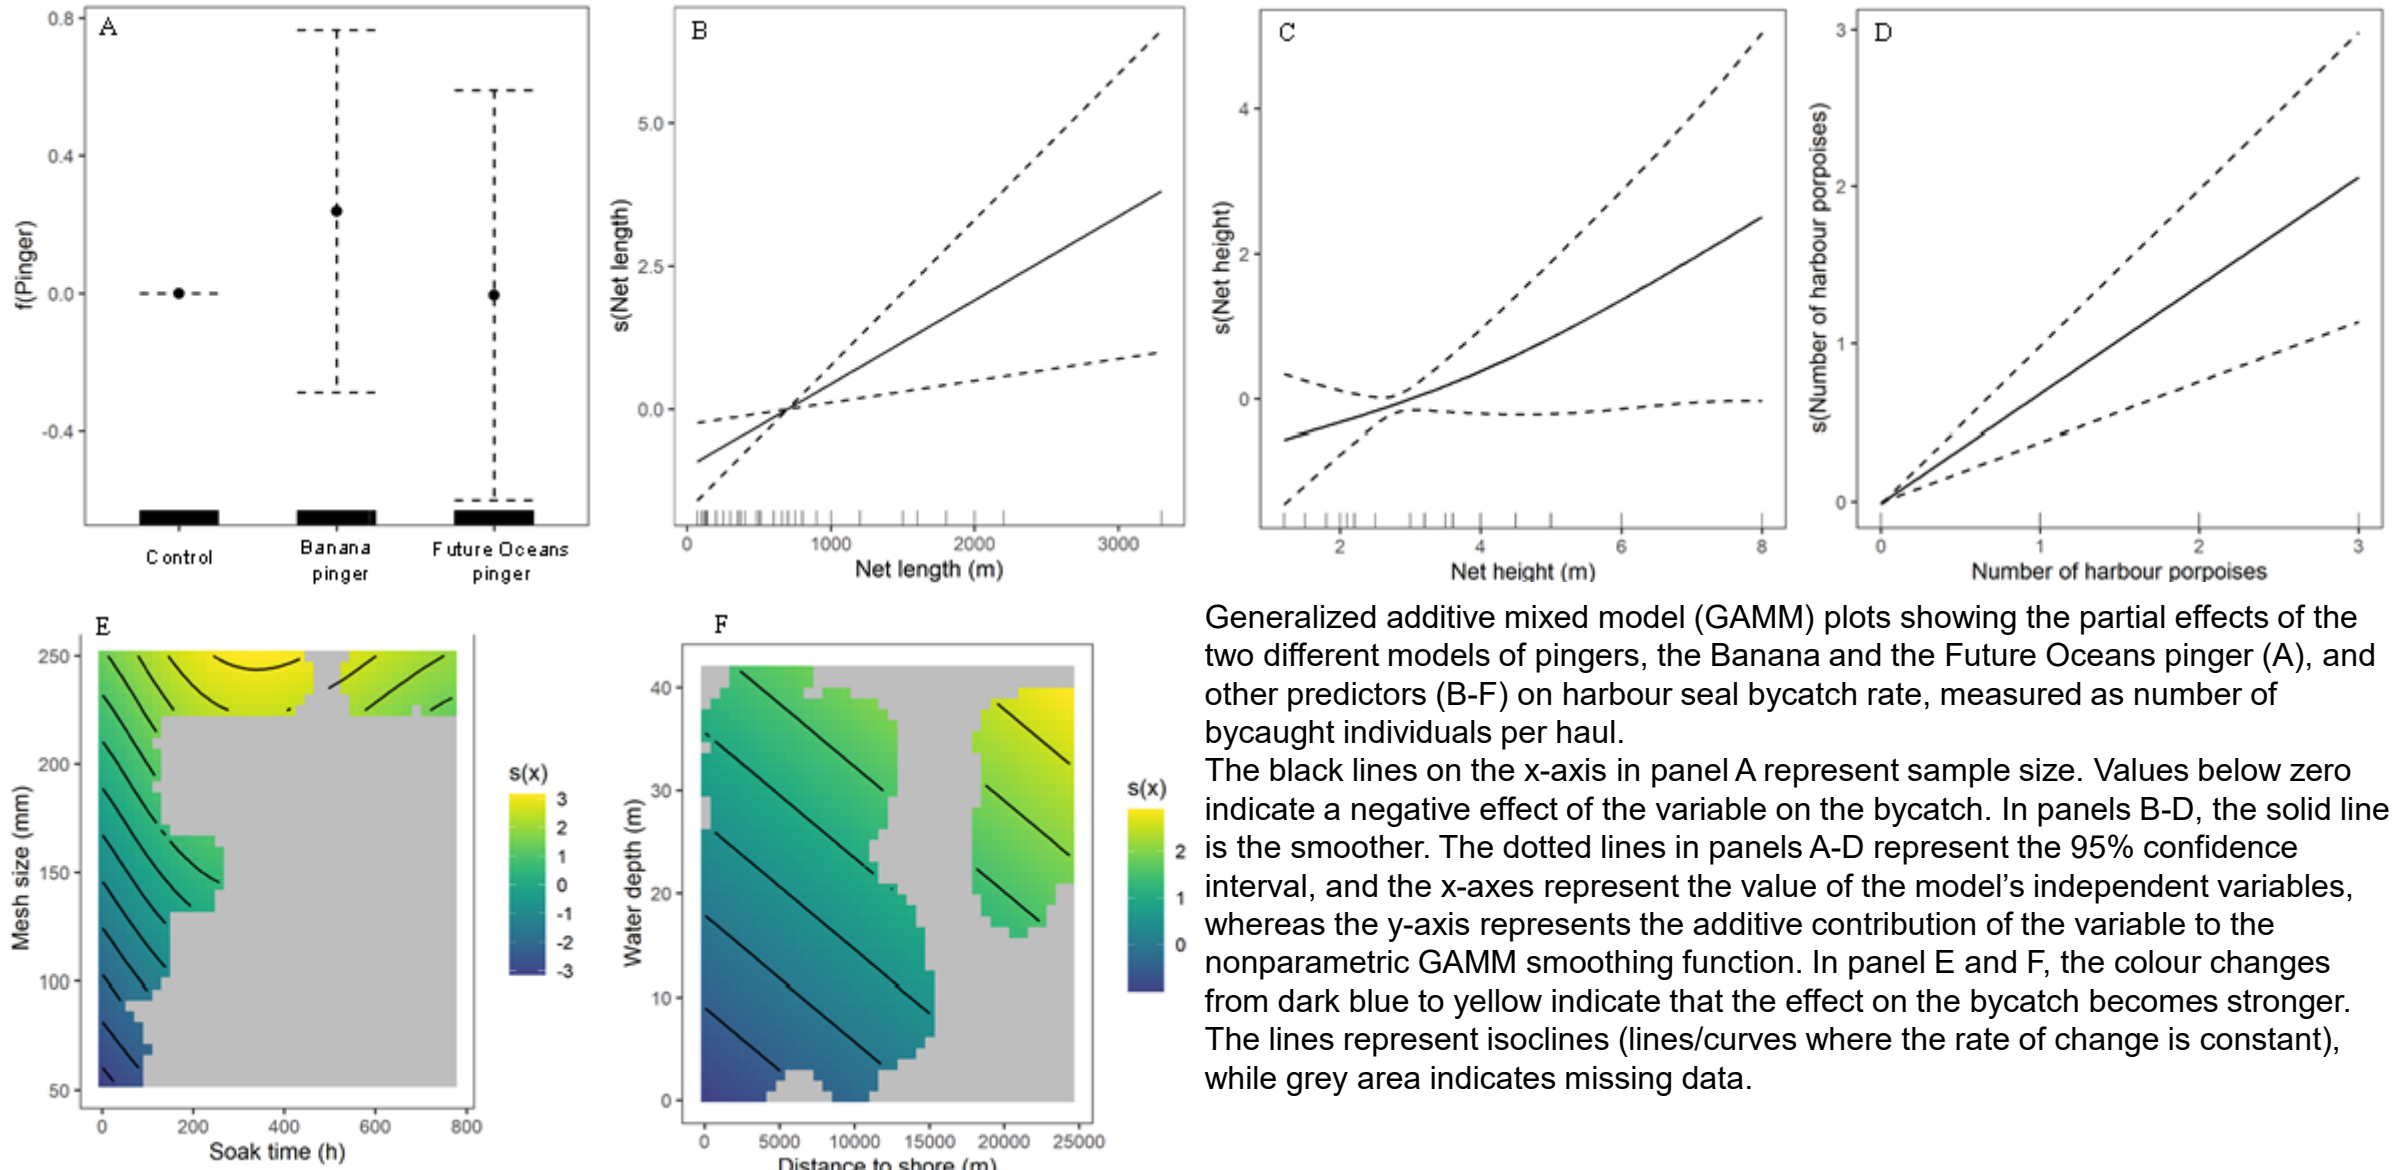 A
0.8
0.4
0.0
-0.4
f(Pinger)
Control
Banana
pinger
Future Oceans
pinger
B
5.0
2.5
0.0
s(Net length)
0
1000
2000
3000
Net length (m)
C
4
2
0
s(Net height)
2
4
6
8
Net height (m)
D
3
2
1
0
s(Number of harbour porpoises)
0
1
2
3
Number of harbour porpoises
E
250
200
150
100
50
Mesh size (mm)
0
200
400
600
800
Soak time (h)
s(x)
3
2
1
0
-1
-2
-3
F
40
30
20
10
0
Water depth (m)
0
5000
10000
15000
20000
25000
Distance to shore (m)
s(x)
2
1
0
Generalized additive mixed model (GAMM) plots showing the partial effects of the
two different models of pingers, the Banana and the Future Oceans pinger (A), and
other predictors (B-F) on harbour seal bycatch rate, measured as number of
bycaught individuals per haul.
The black lines on the x-axis in panel A represent sample size. Values below zero
indicate a negative effect of the variable on the bycatch. In panels B-D, the solid line
is the smoother. The dotted lines in panels A-D represent the 95% confidence
interval, and the x-axes represent the value of the model’s independent variables,
whereas the y-axis represents the additive contribution of the variable to the
nonparametric GAMM smoothing function. In panel E and F, the colour changes
from dark blue to yellow indicate that the effect on the bycatch becomes stronger.
The lines represent isoclines (lines/curves where the rate of change is constant),
while grey area indicates missing data.